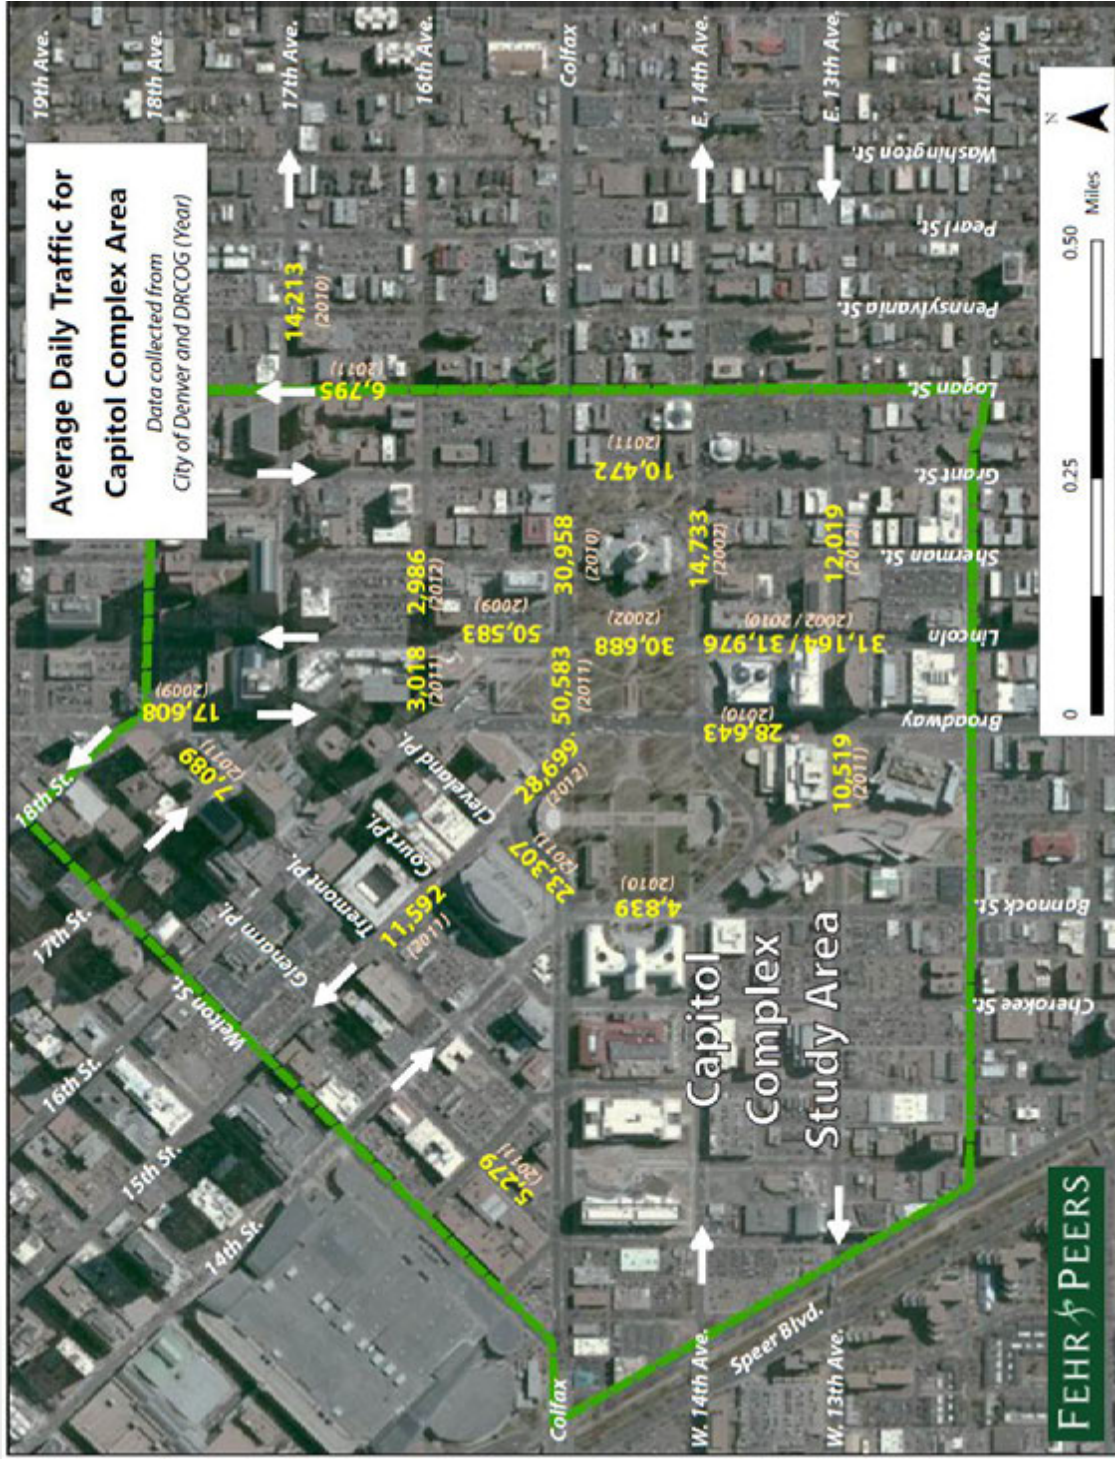 Average Daily Traffic for
Capitol Complex Area
Data collected from
City of Denver and DRCOG (Year)
19th Ave.
18th Ave.
17th Ave.
16th Ave.
Colfax
E. 14th Ave.
E. 13th Ave.
12th Ave.
Washington St.
Pearl St.
Pennsylvania St.
Logan St.
Grant St.
Sherman St.
Lincoln
Broadway
Bannock St.
Cherokee St.
14,213
(2010)
6,795
(2011)
10,472
(2011)
30,958
(2010)
14,733
(2002)
12,019
(2012)
2,986
(2012)
50,583
(2009)
30,688
(2002)
31,164 / 31,976
(2002 / 2010)
3,018
(2011)
50,583
(2011)
17,608
(2009)
7,089
(2011)
28,699
(2012)
28,643
(2010)
10,519
(2011)
23,307
(2011)
4,839
(2010)
11,592
(2011)
5,279
(2011)
18th St.
17th St.
16th St.
15th St.
14th St.
Welton St.
Glenarm Pl.
Tremont Pl.
Court Pl.
Cleveland Pl.
Capitol
Complex
Study Area
Colfax
W. 14th Ave.
W. 13th Ave.
Speer Blvd.
N
0
0.25
0.50
Miles
FEHR & PEERS